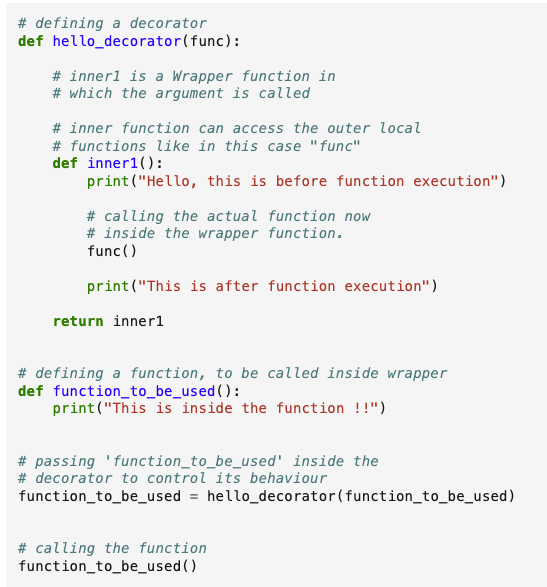 # defining a decorator
def hello_decorator(func):
# inner1 is a Wrapper function in
# which the argument is called
# inner function can access the outer local
# functions like in this case "func"
def inner1():
print("Hello, this is before function execution")
# calling the actual function now
# inside the wrapper function.
func()
print("This is after function execution")
return inner1
# defining a function, to be called inside wrapper
def function_to_be_used():
print("This is inside the function !!")
# passing 'function_to_be_used' inside the
# decorator to control its behaviour
function_to_be_used = hello_decorator(function_to_be_used)
# calling the function
function_to_be_used()